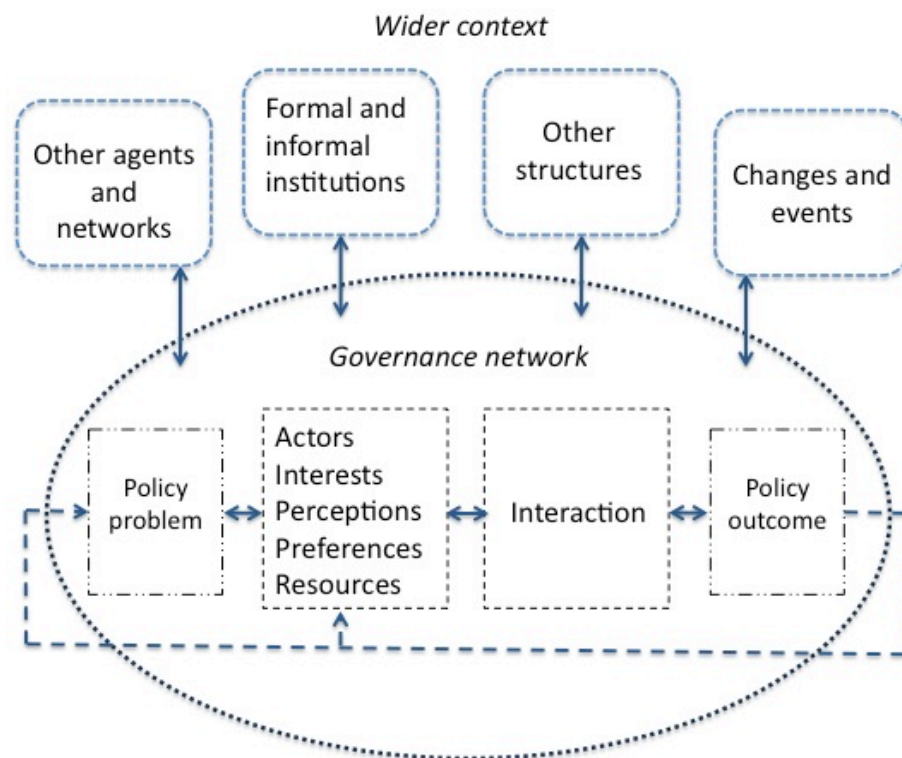 Wider context
Other agents
and
networks
Formal and
informal
institutions
Other
structures
Changes and
events
Governance network
Policy
problem
Actors
Interests
Perceptions
Preferences
Resources
Interaction
Policy
outcome